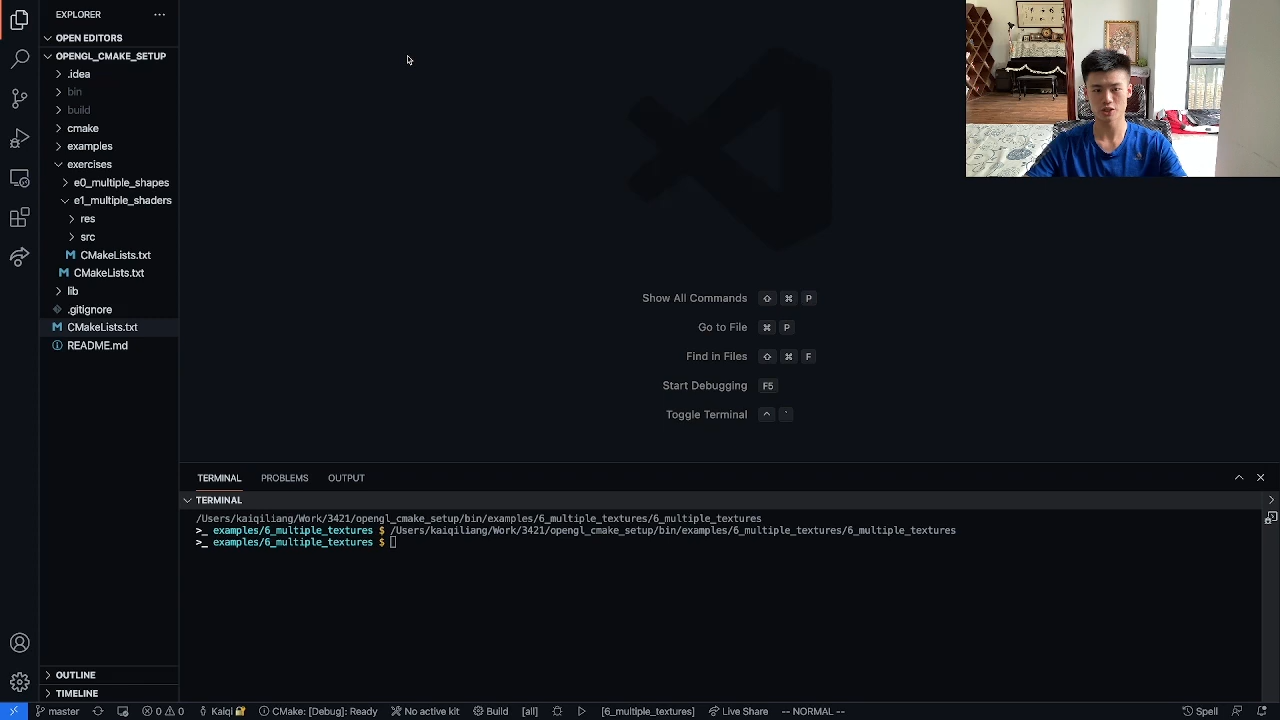 EXPLORER
OPEN EDITORS
OPENGL_CMAKE_SETUP
.idea
bin
build
cmake
examples
exercises
e0_multiple_shapes
e1_multiple_shaders
res
src
CMakeLists.txt
CMakeLists.txt
lib
.gitignore
CMakeLists.txt
README.md
OUTLINE
TIMELINE
Show All Commands ⇧ ⌘ P
Go to File ⌘ P
Find in Files ⇧ ⌘ F
Start Debugging F5
Toggle Terminal ^ `
TERMINAL PROBLEMS OUTPUT
TERMINAL
/Users/kaiqiliang/Work/3421/opengl_cmake_setup/bin/examples/6_multiple_textures/6_multiple_textures
>_ examples/6_multiple_textures $ /Users/kaiqiliang/Work/3421/opengl_cmake_setup/bin/examples/6_multiple_textures/6_multiple_textures
>_ examples/6_multiple_textures $
master 0 0 Kaiqi CMake: [Debug]: Ready No active kit Build [all] [6_multiple_textures] Live Share -- NORMAL -- Spell